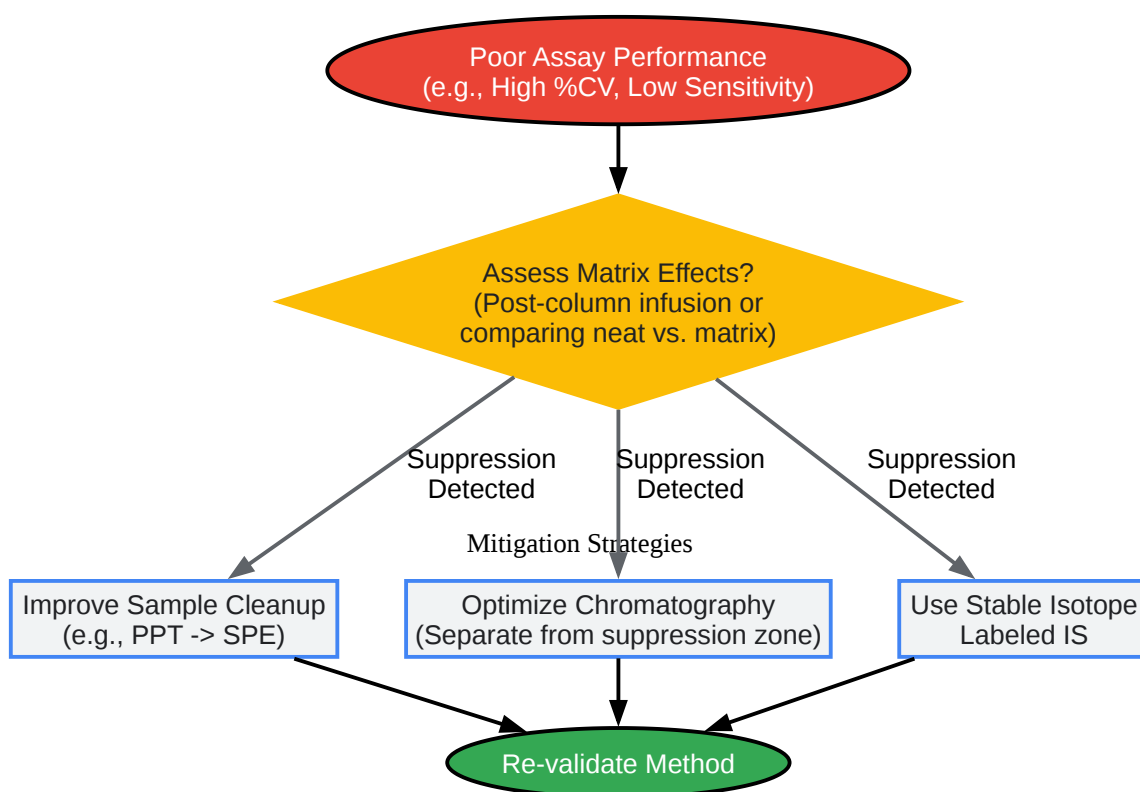 Poor Assay Performance
(e.g., High %CV, Low Sensitivity)
Assess Matrix Effects?
(Post-column infusion or
comparing neat vs. matrix)
Suppression
Detected
Suppression
Detected
Suppression
Detected
Mitigation Strategies
Improve Sample Cleanup
(e.g., PPT -> SPE)
Optimize Chromatography
(Separate from suppression zone)
Use Stable Isotope
Labeled IS
Re-validate Method